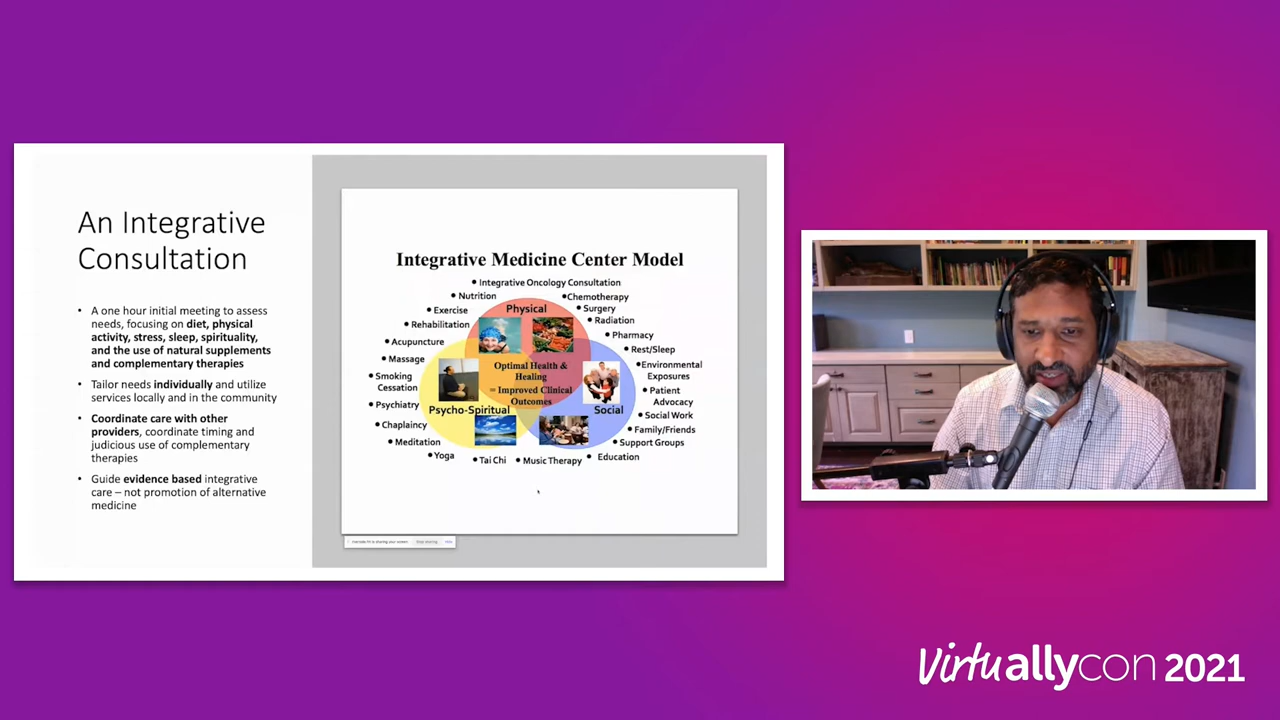 An Integrative
Consultation
• A one hour initial meeting to assess
needs, focusing on diet, physical
activity, stress, sleep, spirituality,
and the use of natural supplements
and complementary therapies
• Tailor needs individually and utilize
services locally and in the community
• Coordinate care with other
providers, coordinate timing and
judicious use of complementary
therapies
• Guide evidence based integrative
care – not promotion of alternative
medicine
Integrative Medicine Center Model
• Integrative Oncology Consultation
• Nutrition
• Exercise
• Rehabilitation
• Acupuncture
• Massage
• Smoking
Cessation
• Psychiatry
• Chaplaincy
• Meditation
• Yoga
• Tai Chi
• Music Therapy
• Chemotherapy
• Surgery
• Radiation
• Pharmacy
• Rest/Sleep
• Environmental
Exposures
• Patient
Advocacy
• Social Work
• Family/Friends
• Support Groups
• Education
Physical
Optimal Health &
Healing
= Improved Clinical
Outcomes
Psycho-Spiritual
Social
Stop sharing
Hide
Virtuallycon 2021